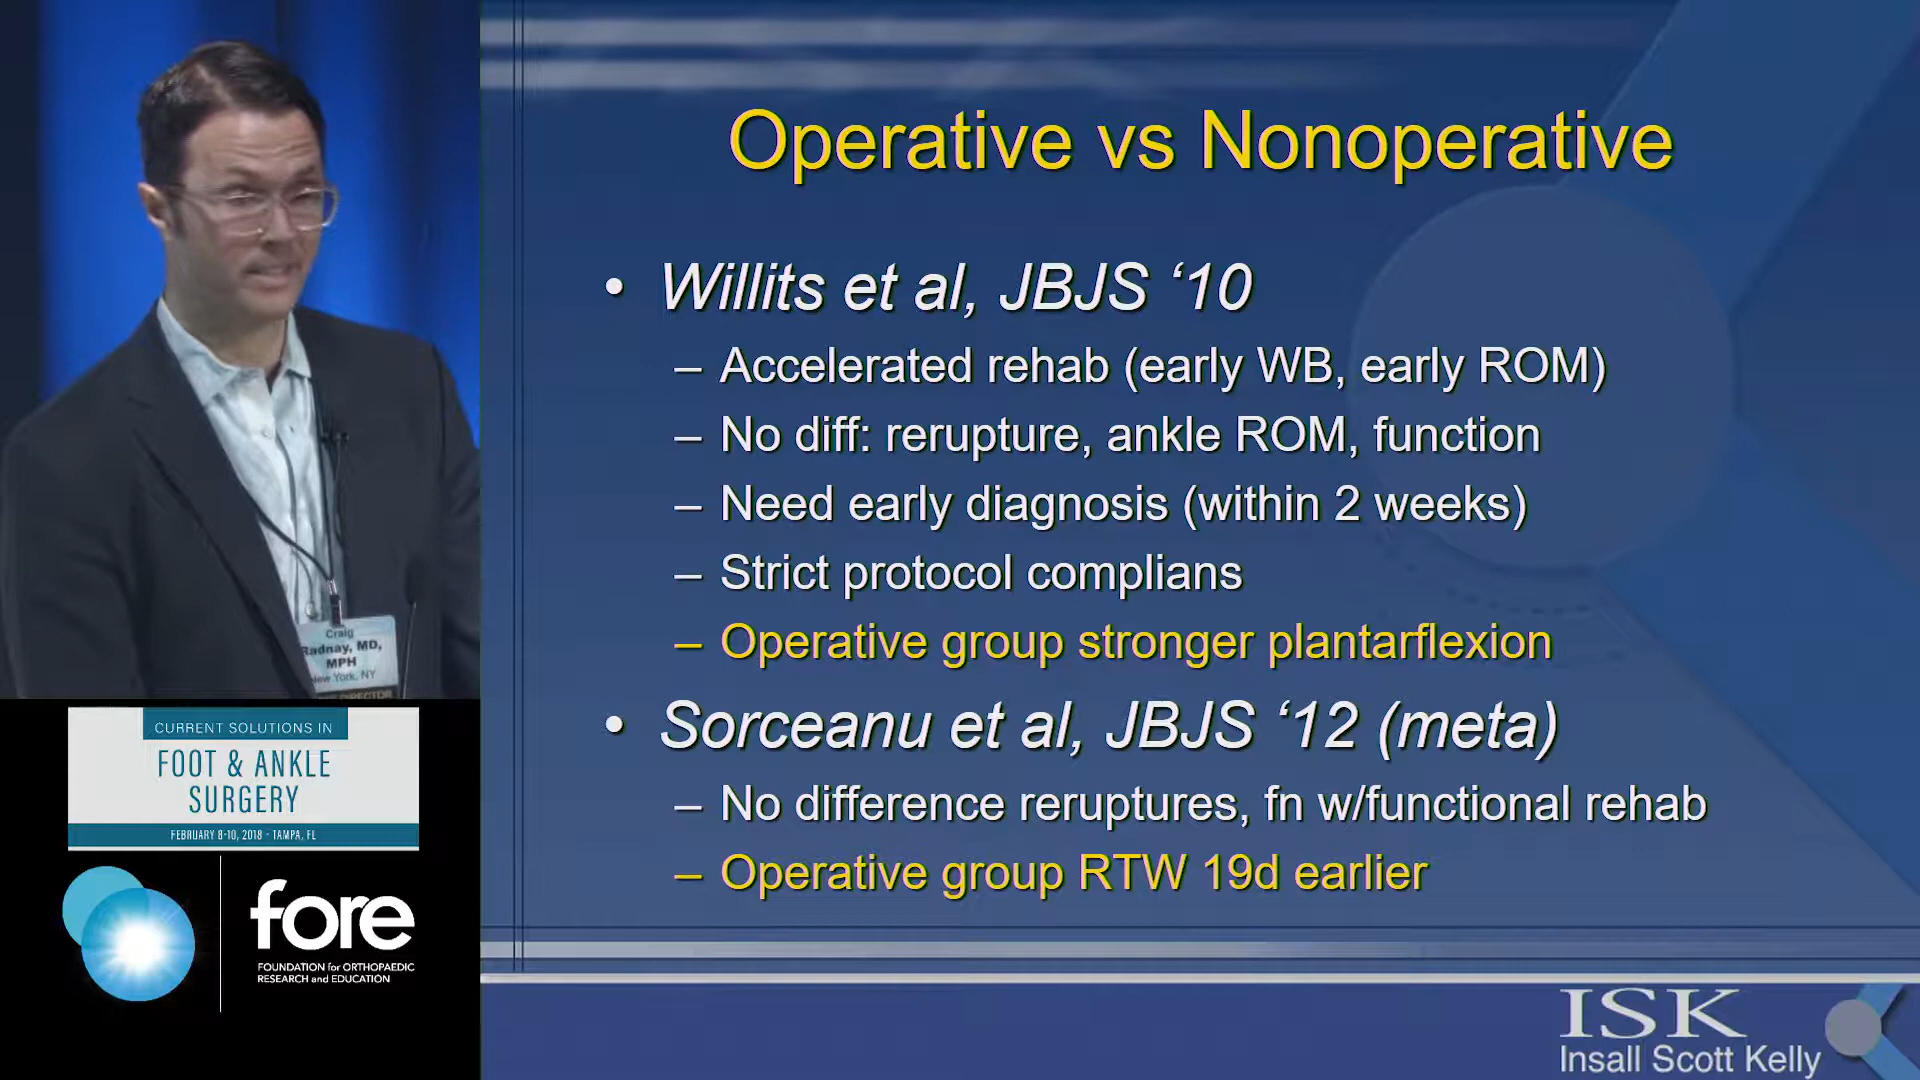 Operative vs Nonoperative
• Willits et al, JBJS ‘10
– Accelerated rehab (early WB, early ROM)
– No diff: rerupture, ankle ROM, function
– Need early diagnosis (within 2 weeks)
– Strict protocol complians
– Operative group stronger plantarflexion
• Sorceanu et al, JBJS ‘12 (meta)
– No difference reruptures, fn w/functional rehab
– Operative group RTW 19d earlier
ISK
Insall Scott Kelly
Craig
Radnay, MD,
MPH
New York, NY
DIRECTOR
CURRENT SOLUTIONS IN
FOOT & ANKLE
SURGERY
FEBRUARY 8-10, 2018 - TAMPA, FL
fore
FOUNDATION for ORTHOPAEDIC
RESEARCH and EDUCATION